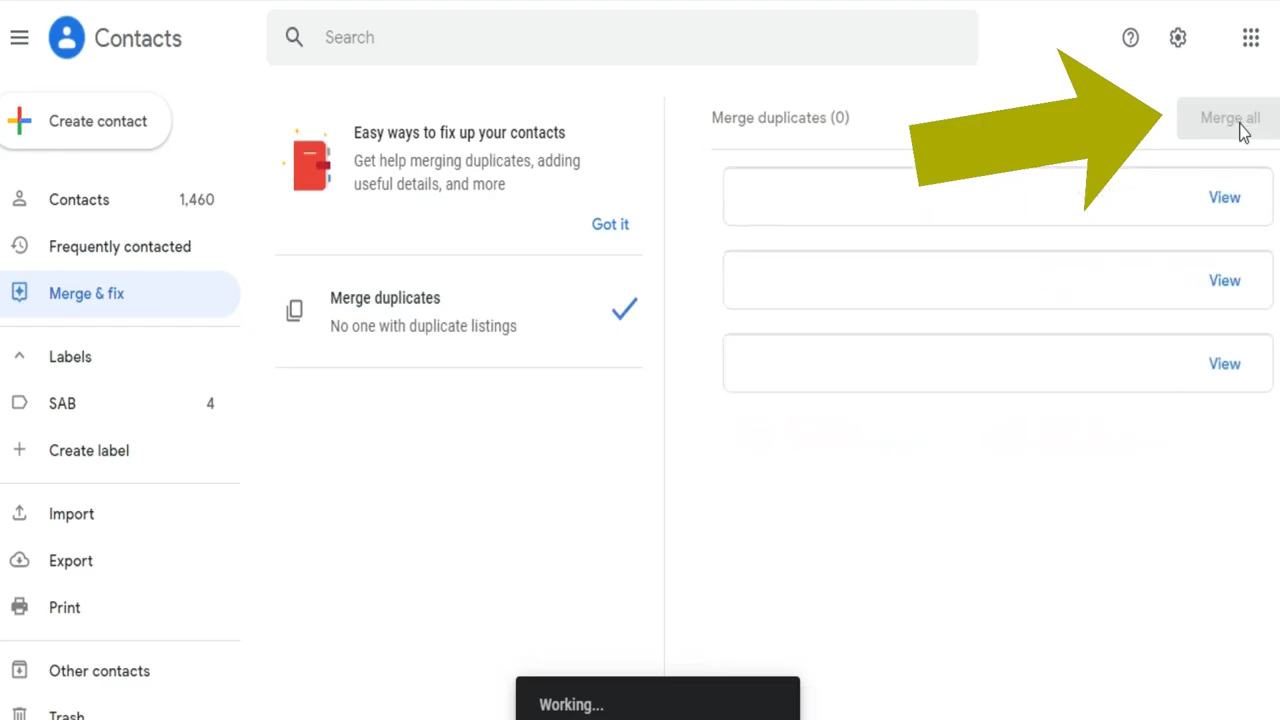 Contacts
Search
Create contact
Contacts 1,460
Frequently contacted
Merge & fix
Labels
SAB 4
Create label
Import
Export
Print
Other contacts
Trash
Easy ways to fix up your contacts
Get help merging duplicates, adding
useful details, and more
Got it
Merge duplicates
No one with duplicate listings
Merge duplicates (0)
Merge all
View
View
View
Working...